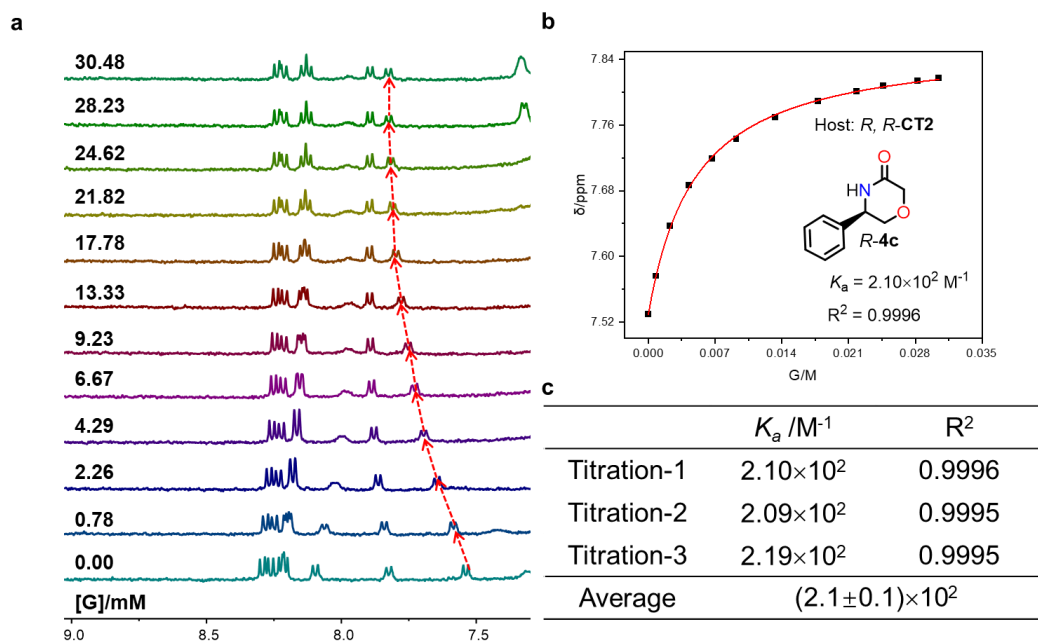 a
30.48
28.23
24.62
21.82
17.78
13.33
9.23
6.67
4.29
2.26
0.78
0.00
[G]/mM
9.0 8.5 8.0 7.5
b
7.84
7.76
7.68
7.60
7.52
δ/ppm
0.000 0.007 0.014 0.021 0.028 0.035
G/M
Host: R, R-CT2
O
HN
O
R-4c
Kₐ = 2.10×10² M⁻¹
R² = 0.9996
c
Kₐ /M⁻¹ R²
Titration-1 2.10×10² 0.9996
Titration-2 2.09×10² 0.9995
Titration-3 2.19×10² 0.9995
Average (2.1±0.1)×10²